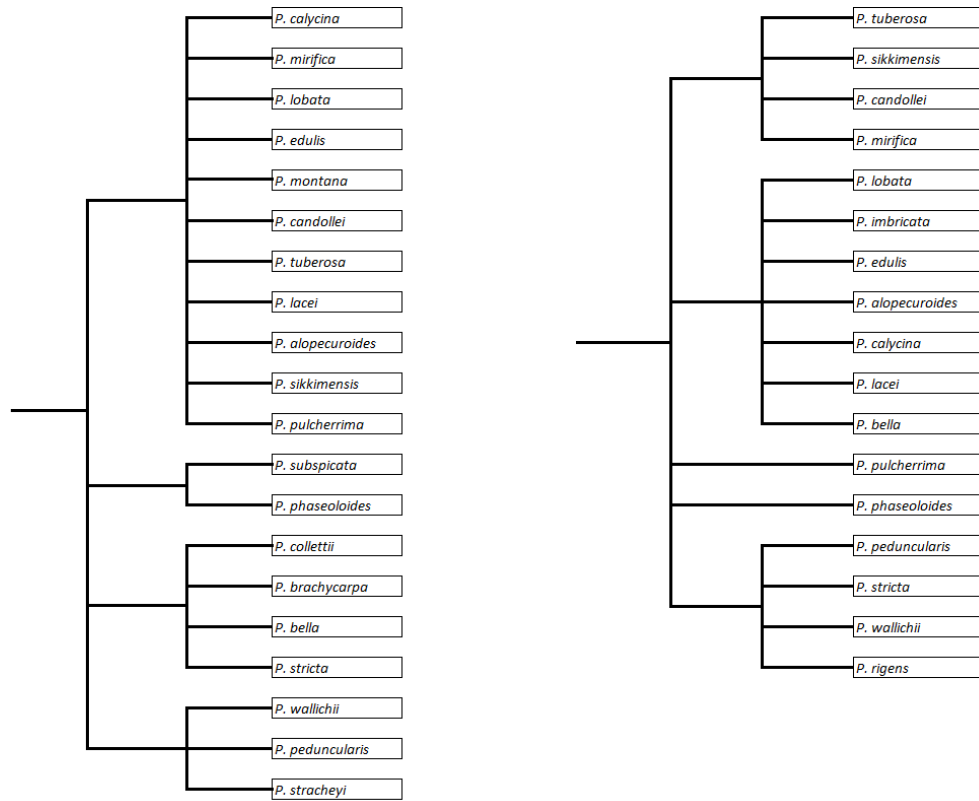 P. calycina
P. mirifica
P. lobata
P. edulis
P. montana
P. candollei
P. tuberosa
P. lacei
P. alopecuroides
P. sikkimensis
P. pulcherrima
P. subspicata
P. phaseoloides
P. collettii
P. brachycarpa
P. bella
P. stricta
P. wallichii
P. peduncularis
P. stracheyi
P. tuberosa
P. sikkimensis
P. candollei
P. mirifica
P. lobata
P. imbricata
P. edulis
P. alopecuroides
P. calycina
P. lacei
P. bella
P. pulcherrima
P. phaseoloides
P. peduncularis
P. stricta
P. wallichii
P. rigens